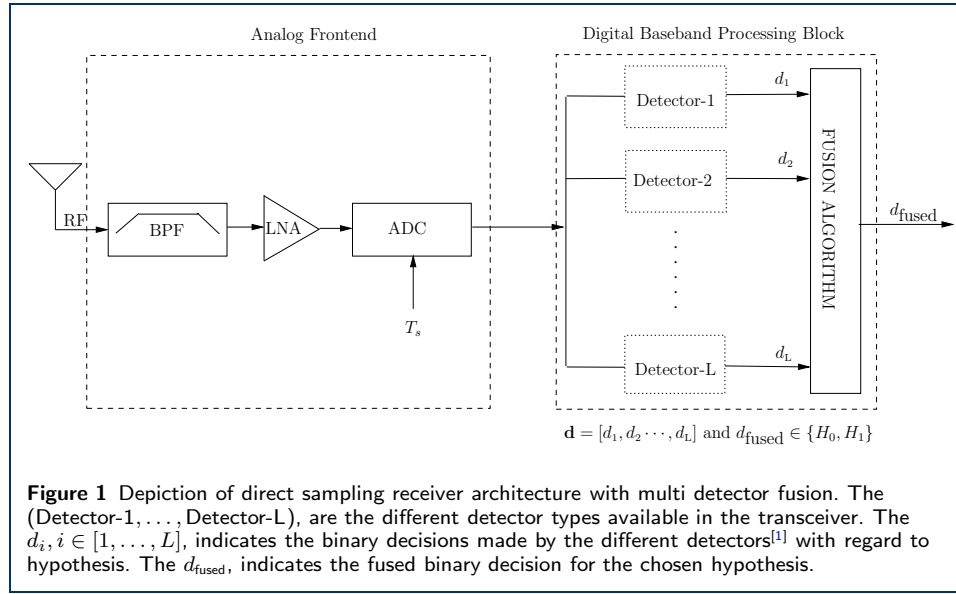 Analog Frontend
Digital Baseband Processing Block
RF
BPF
LNA
ADC
T_s
Detector-1
d_1
Detector-2
d_2
Detector-L
d_L
FUSION ALGORITHM
d_fused
d = [d_1, d_2 ⋯ , d_L] and d_fused ∈ {H_0, H_1}
Figure 1 Depiction of direct sampling receiver architecture with multi detector fusion. The
(Detector-1, . . . , Detector-L), are the different detector types available in the transceiver. The
d_i, i ∈ [1, . . . , L], indicates the binary decisions made by the different detectors[1] with regard to
hypothesis. The d_fused, indicates the fused binary decision for the chosen hypothesis.